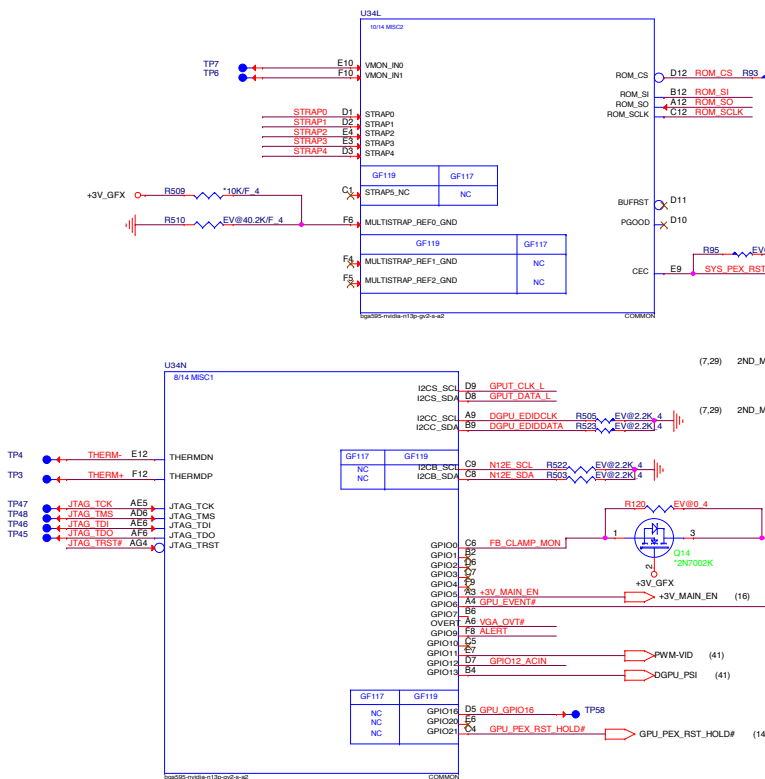 U34L
10/14 MISC2
TP7 E10 VMON_IN0
TP6 F10 VMON_IN1
ROM_CS D12 ROM_CS R93
ROM_SI B12 ROM_SI
ROM_SO A12 ROM_SO
ROM_SCLK C12 ROM_SCLK
STRAP0 D1 STRAP0
STRAP1 D2 STRAP1
STRAP2 E4 STRAP2
STRAP3 E3 STRAP3
STRAP4 D3 STRAP4
GF119 GF117
+3V_GFX R509 *10K/F_4 C1 STRAP5_NC NC
BUFRST D11
R510 EV@40.2K/F_4 F6 MULTISTRAP_REF0_GND
PGOOD D10
GF119 GF117
R95
F4 MULTISTRAP_REF1_GND NC
CEC E9 SYS_PEX_RST
F5 MULTISTRAP_REF2_GND NC
bga595-nvidia-n13p-gv2-s-a2 COMMON
U34N
8/14 MISC1
(7,29) 2ND_M
I2CS_SCL D9 GPUT_CLK_L
I2CS_SDA D8 GPUT_DATA_L
(7,29) 2ND_M
I2CC_SCL A9 DGPU_EDIDCLK R505 EV@2.2K_4
I2CC_SDA B9 DGPU_EDIDDATA R523 EV@2.2K_4
TP4 THERM- E12 THERMDN
GF117 GF119
NC I2CB_SCL C9 N12E_SCL R522 EV@2.2K_4
NC I2CB_SDA C8 N12E_SDA R503 EV@2.2K_4
TP3 THERM+ F12 THERMDP
TP47 JTAG_TCK AE5 JTAG_TCK
TP48 JTAG_TMS AD6 JTAG_TMS
TP46 JTAG_TDI AE6 JTAG_TDI
TP45 JTAG_TDO AF6 JTAG_TDO
JTAG_TRST# AG4 JTAG_TRST
R120 EV@0_4
1 3
Q14
*2N7002K
2
+3V_GFX
GPIO0 C6 FB_CLAMP_MON
GPIO1 B2
GPIO2 D6
GPIO3 C7
GPIO4 F9
GPIO5 A3 +3V_MAIN_EN +3V_MAIN_EN (16)
GPIO6 A4 GPU_EVENT#
GPIO7 B6
OVERT A6 VGA_OVT#
GPIO9 F8 ALERT
GPIO10 C5
GPIO11 E7 PWM-VID (41)
GPIO12 D7 GPIO12_ACIN
GPIO13 B4 DGPU_PSI (41)
GF117 GF119
NC GPIO16 D5 GPU_GPIO16 TP58
NC GPIO20 E6
NC GPIO21 C4 GPU_PEX_RST_HOLD# GPU_PEX_RST_HOLD# (14
bga595-nvidia-n13p-gv2-s-a2 COMMON